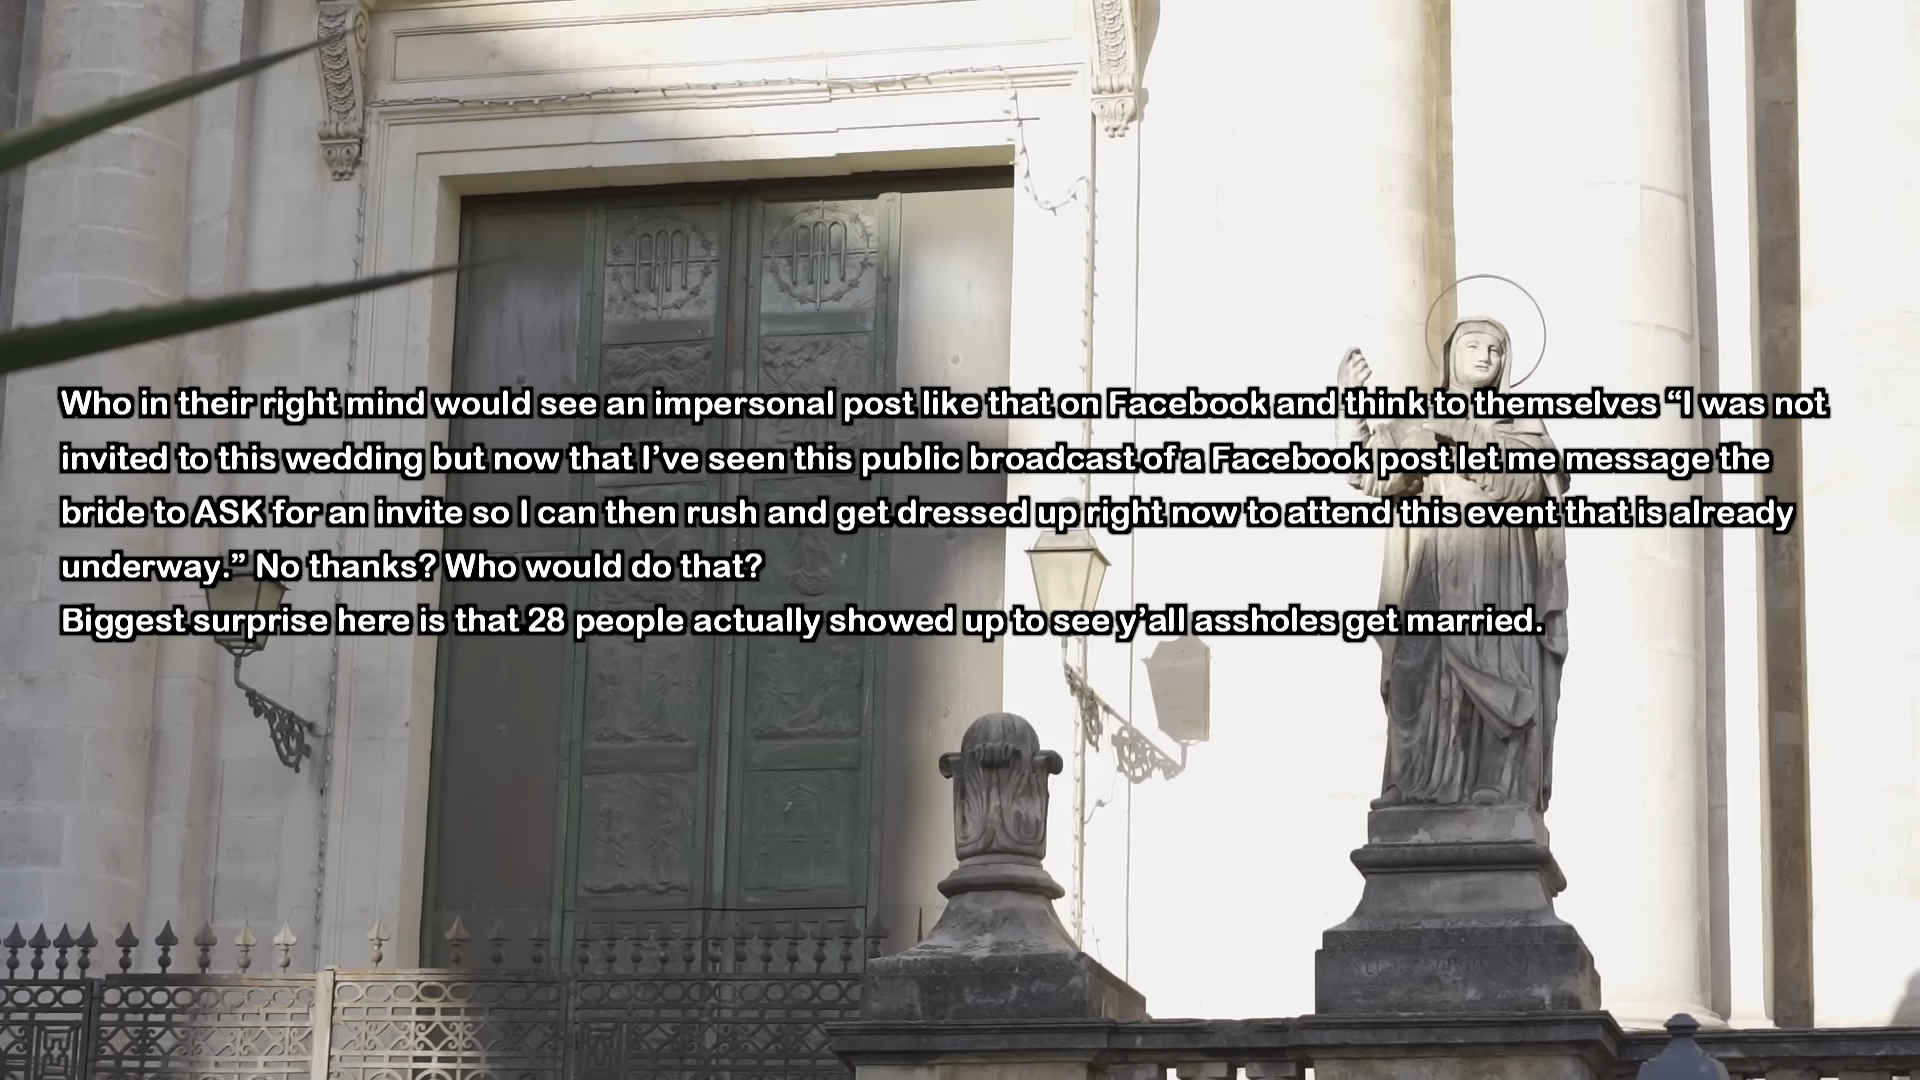 Who in their right mind would see an impersonal post like that on Facebook and think to themselves “I was not
invited to this wedding but now that I’ve seen this public broadcast of a Facebook post let me message the
bride to ASK for an invite so I can then rush and get dressed up right now to attend this event that is already
underway.” No thanks? Who would do that?
Biggest surprise here is that 28 people actually showed up to see y’all assholes get married.